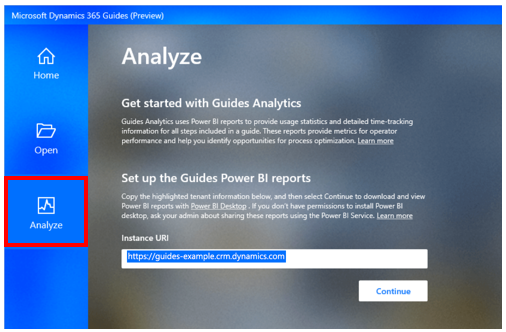 Microsoft Dynamics 365 Guides (Preview)
Home
Open
Analyze
Analyze
Get started with Guides Analytics
Guides Analytics uses Power BI reports to provide usage statistics and detailed time-tracking
information for all steps included in a guide. These reports provide metrics for operator
performance and help you identify opportunities for process optimization. Learn more
Set up the Guides Power BI reports
Copy the highlighted tenant information below, and then select Continue to download and view
Power BI reports with Power BI Desktop . If you don't have permissions to install Power BI
desktop, ask your admin about sharing these reports using the Power BI Service. Learn more
Instance URI
https://guides-example.crm.dynamics.com
Continue